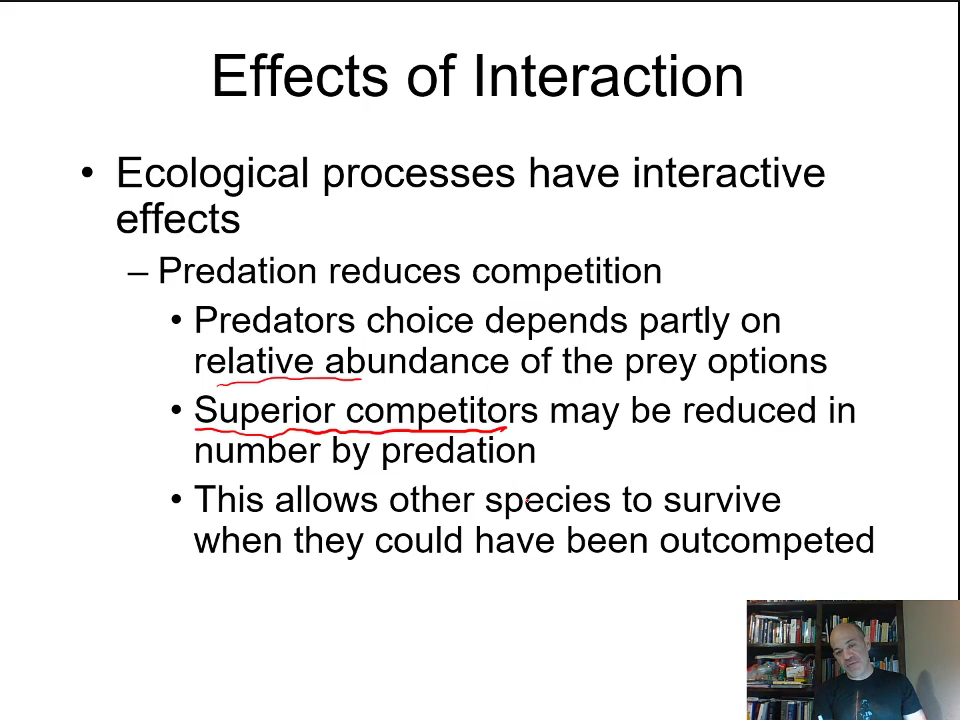 Effects of Interaction
• Ecological processes have interactive
effects
– Predation reduces competition
• Predators choice depends partly on
relative abundance of the prey options
• Superior competitors may be reduced in
number by predation
• This allows other species to survive
when they could have been outcompeted